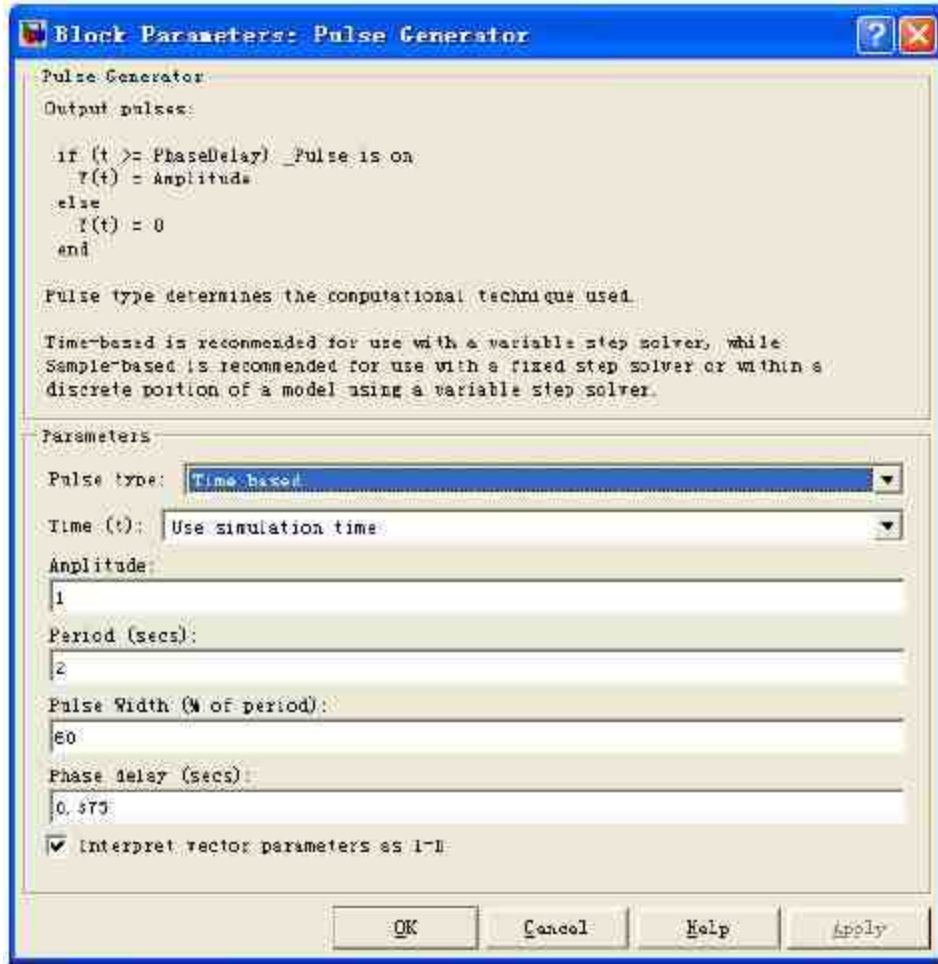 Block Parameters: Pulse Generator
Pulse Generator
Output pulses:
if (t >= PhaseDelay) _Pulse is on
Y(t) = Amplitude
else
Y(t) = 0
end
Pulse type determines the computational technique used.
Time-based is recommended for use with a variable step solver, while
Sample-based is recommended for use with a fixed step solver or within a
discrete portion of a model using a variable step solver.
Parameters
Pulse type: Time based
Time (t): Use simulation time
Amplitude:
1
Period (secs):
2
Pulse Width (% of period):
Phase delay (secs):
Interpret vector parameters as 1-D
OK Cancel Help Apply